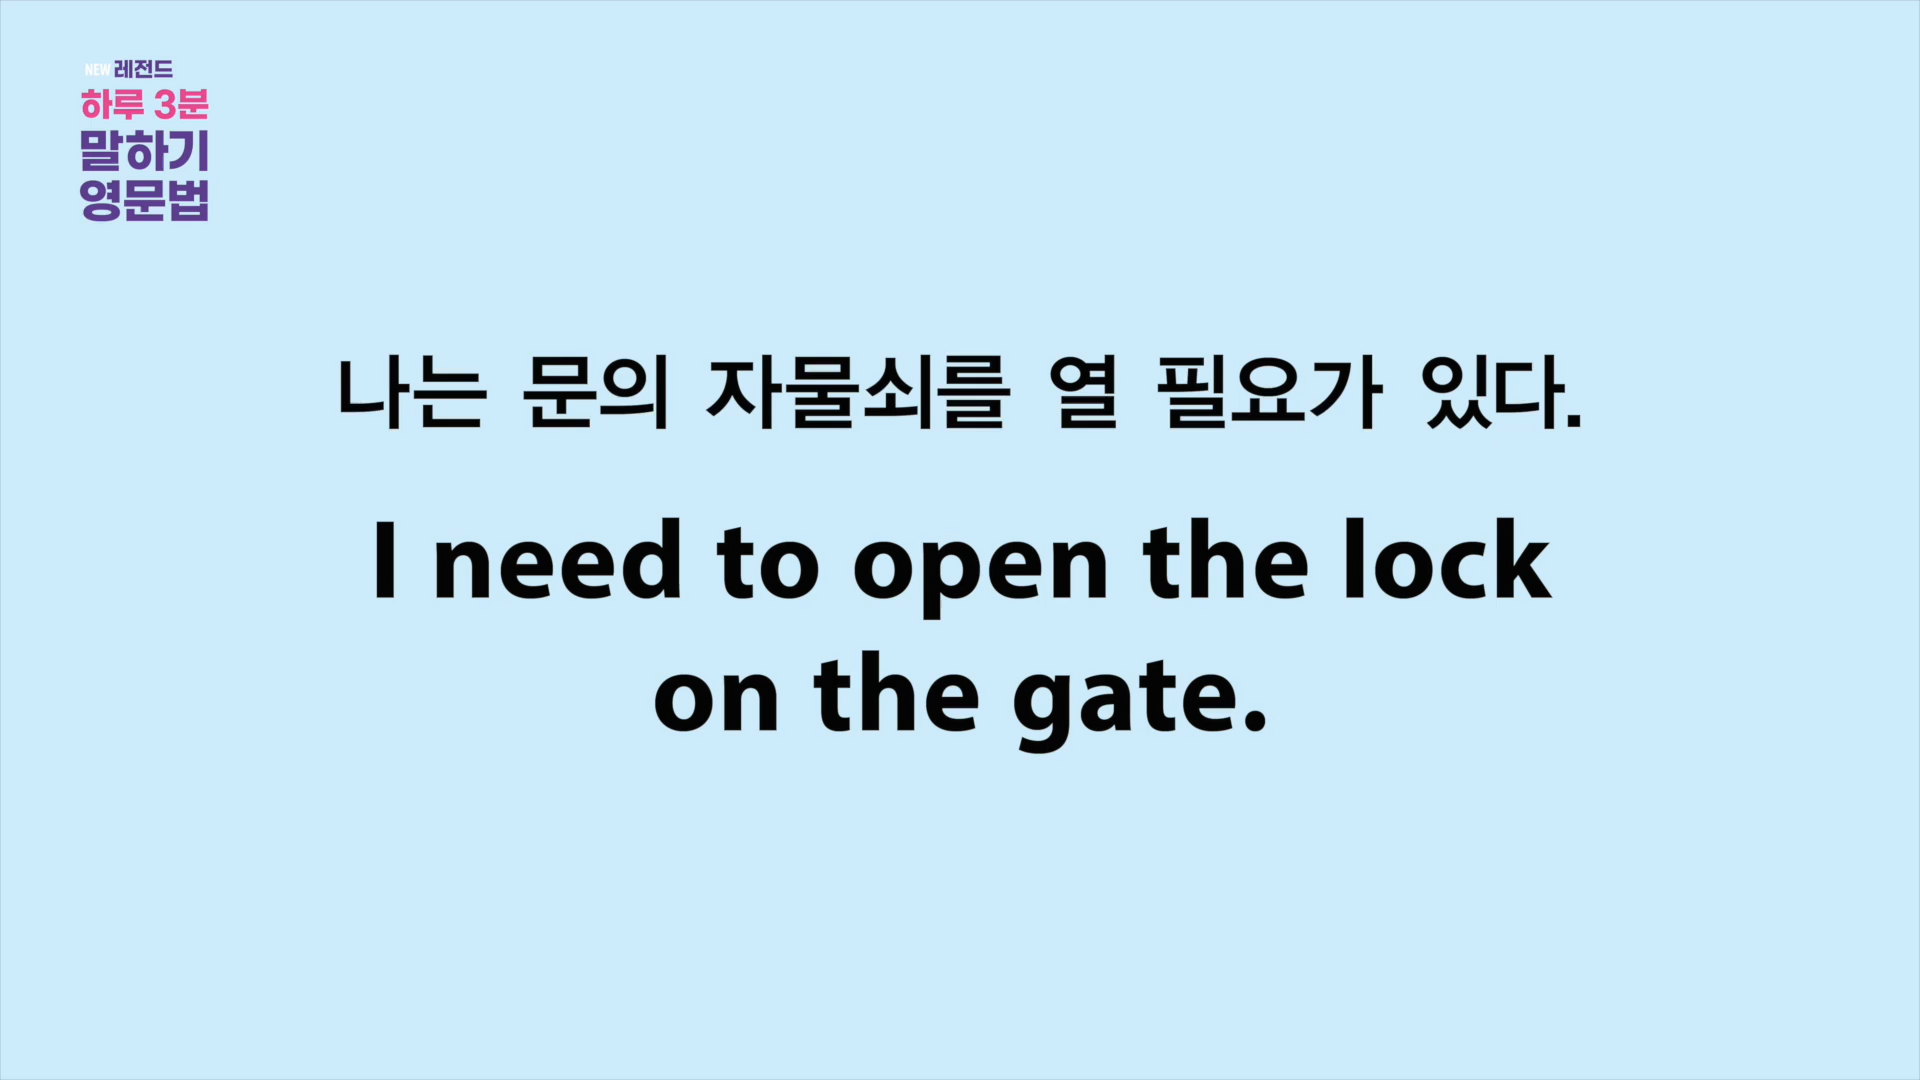 NEW 레전드
하루 3분
말하기
영문법
나는 문의 자물쇠를 열 필요가 있다.
I need to open the lock
on the gate.